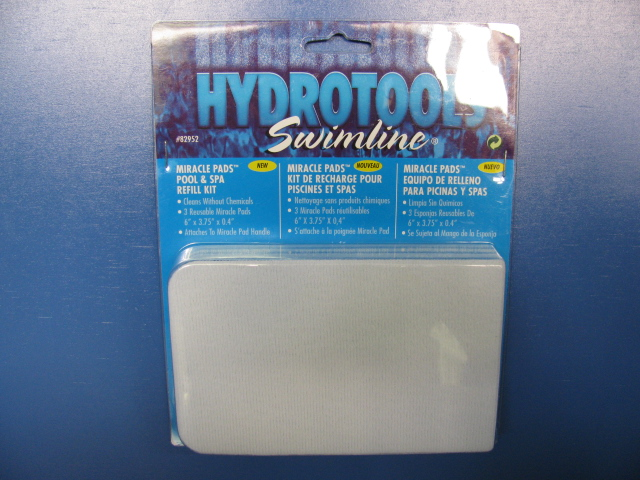 HYDROTOOLS
Swimline®
#82952
MIRACLE PADS™ NEW
POOL & SPA
REFILL KIT
• Cleans Without Chemicals
• 3 Reusable Miracle Pads
6" x 3.75" x 0.4"
• Attaches To Miracle Pad Handle
MIRACLE PADS™ NOUVEAU
KIT DE RECHARGE POUR
PISCINES ET SPAS
• Nettoyage sans produits chimiques
• 3 Miracle Pads réutilisables
6" X 3.75" X 0,4"
• S'attache à la poignée Miracle Pad
MIRACLE PADS™ NUEVO
EQUIPO DE RELLENO
PARA PICINAS Y SPAS
• Limpia Sin Quimicos
• 3 Esponjas Reusables De
6" x 3.75" x 0.4"
• Se Sujeta al Mango de la Esponja